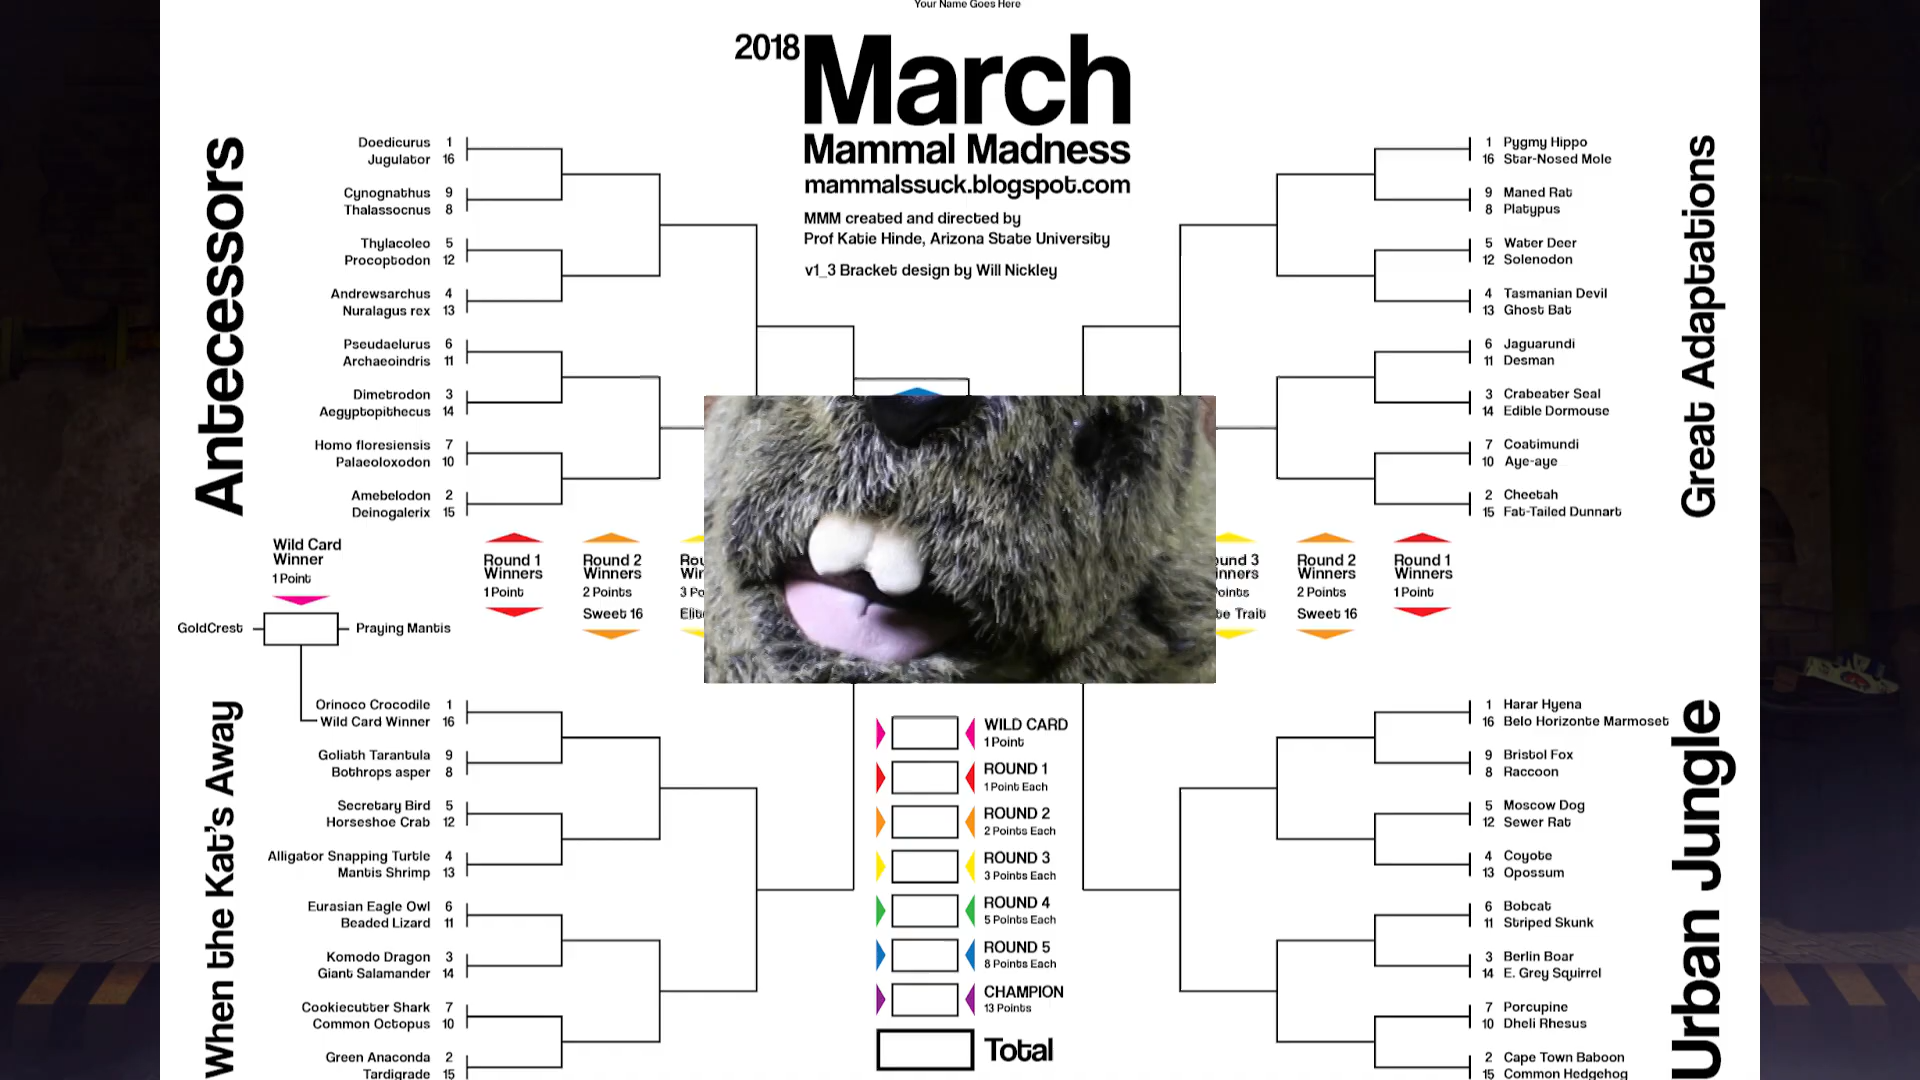 Your Name Goes Here
2018 March
Mammal Madness
mammalssuck.blogspot.com
MMM created and directed by
Prof Katie Hinde, Arizona State University
v1_3 Bracket design by Will Nickley
Antecessors
Doedicurus 1
Jugulator 16
Cynognathus 9
Thalassocnus 8
Thylacoleo 5
Procoptodon 12
Andrewsarchus 4
Nuralagus rex 13
Pseudaelurus 6
Archaeoindris 11
Dimetrodon 3
Aegyptopithecus 14
Homo floresiensis 7
Palaeoloxodon 10
Amebelodon 2
Deinogalerix 15
Great Adaptations
1 Pygmy Hippo
16 Star-Nosed Mole
9 Maned Rat
8 Platypus
5 Water Deer
12 Solenodon
4 Tasmanian Devil
13 Ghost Bat
6 Jaguarundi
11 Desman
3 Crabeater Seal
14 Edible Dormouse
7 Coatimundi
10 Aye-aye
2 Cheetah
15 Fat-Tailed Dunnart
Wild Card
Winner
1 Point
GoldCrest
Praying Mantis
Round 1
Winners
1 Point
Round 2
Winners
2 Points
Sweet 16
Round 2
Winners
2 Points
Sweet 16
Round 1
Winners
1 Point
When the Kat's Away
Orinoco Crocodile 1
Wild Card Winner 16
Goliath Tarantula 9
Bothrops asper 8
Secretary Bird 5
Horseshoe Crab 12
Alligator Snapping Turtle 4
Mantis Shrimp 13
Eurasian Eagle Owl 6
Beaded Lizard 11
Komodo Dragon 3
Giant Salamander 14
Cookiecutter Shark 7
Common Octopus 10
Green Anaconda 2
Tardigrade 15
WILD CARD
1 Point
ROUND 1
1 Point Each
ROUND 2
2 Points Each
ROUND 3
3 Points Each
ROUND 4
5 Points Each
ROUND 5
8 Points Each
CHAMPION
13 Points
Total
Urban Jungle
1 Harar Hyena
16 Belo Horizonte Marmoset
9 Bristol Fox
8 Raccoon
5 Moscow Dog
12 Sewer Rat
4 Coyote
13 Opossum
6 Bobcat
11 Striped Skunk
3 Berlin Boar
14 E. Grey Squirrel
7 Porcupine
10 Dheli Rhesus
2 Cape Town Baboon
15 Common Hedgehog